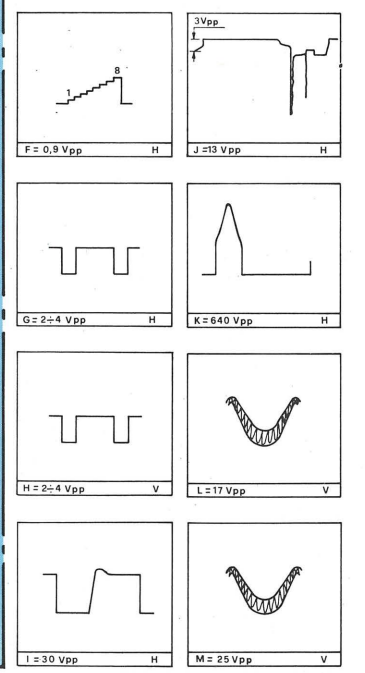 1
8
F = 0,9 Vpp H
3Vpp
J =13 Vpp H
G = 2÷4 Vpp H
K = 640 Vpp H
H = 2÷4 Vpp V
L = 17 Vpp V
I = 30 Vpp H
M = 25 Vpp V